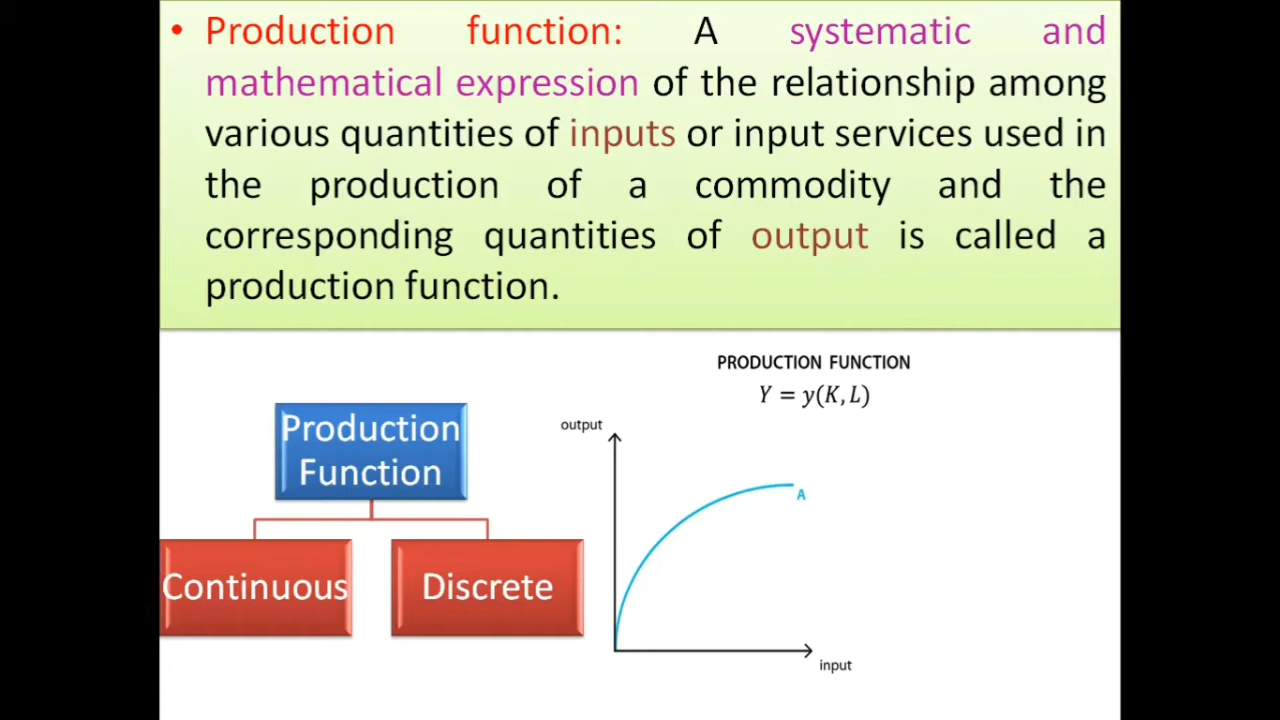 • Production function: A systematic and
mathematical expression of the relationship among
various quantities of inputs or input services used in
the production of a commodity and the
corresponding quantities of output is called a
production function.
Production
Function
Continuous
Discrete
PRODUCTION FUNCTION
Y = y(K, L)
output
A
input